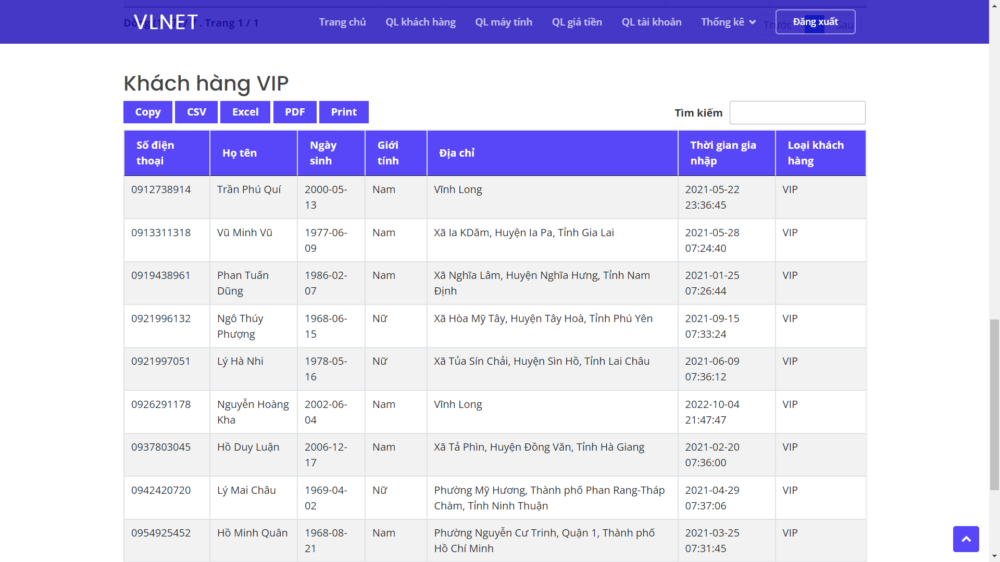 VLNET
Trang chủ
QL khách hàng
QL máy tính
QL giá tiền
QL tài khoản
Thống kê
Đăng xuất
Trang 1 / 1
Trước
Sau
Khách hàng VIP
Copy
CSV
Excel
PDF
Print
Tìm kiếm
Số điện thoại
Họ tên
Ngày sinh
Giới tính
Địa chỉ
Thời gian gia nhập
Loại khách hàng
0912738914 Trần Phú Quí 2000-05- Nam Vĩnh Long 2021-05-22 VIP
13 23:36:45
0913311318 Vũ Minh Vũ 1977-06- Nam Xã Ia KDăm, Huyện Ia Pa, Tỉnh Gia Lai 2021-05-28 VIP
09 07:24:40
0919438961 Phan Tuấn 1986-02- Nam Xã Nghĩa Lâm, Huyện Nghĩa Hưng, Tỉnh Nam 2021-01-25 VIP
Dũng 07 Định 07:26:44
0921996132 Ngô Thúy 1968-06- Nữ Xã Hòa Mỹ Tây, Huyện Tây Hoà, Tỉnh Phú Yên 2021-09-15 VIP
Phượng 15 07:33:24
0921997051 Lý Hà Nhi 1978-05- Nữ Xã Tủa Sín Chải, Huyện Sìn Hồ, Tỉnh Lai Châu 2021-06-09 VIP
16 07:36:12
0926291178 Nguyễn Hoàng 2002-06- Nam Vĩnh Long 2022-10-04 VIP
Kha 04 21:47:47
0937803045 Hồ Duy Luận 2006-12- Nam Xã Tả Phìn, Huyện Đồng Văn, Tỉnh Hà Giang 2021-02-20 VIP
17 07:36:00
0942420720 Lý Mai Châu 1969-04- Nữ Phường Mỹ Hương, Thành phố Phan Rang-Tháp 2021-04-29 VIP
02 Chàm, Tỉnh Ninh Thuận 07:37:06
0954925452 Hồ Minh Quân 1968-08- Nam Phường Nguyễn Cư Trinh, Quận 1, Thành phố 2021-03-25 VIP
21 Hồ Chí Minh 07:31:45